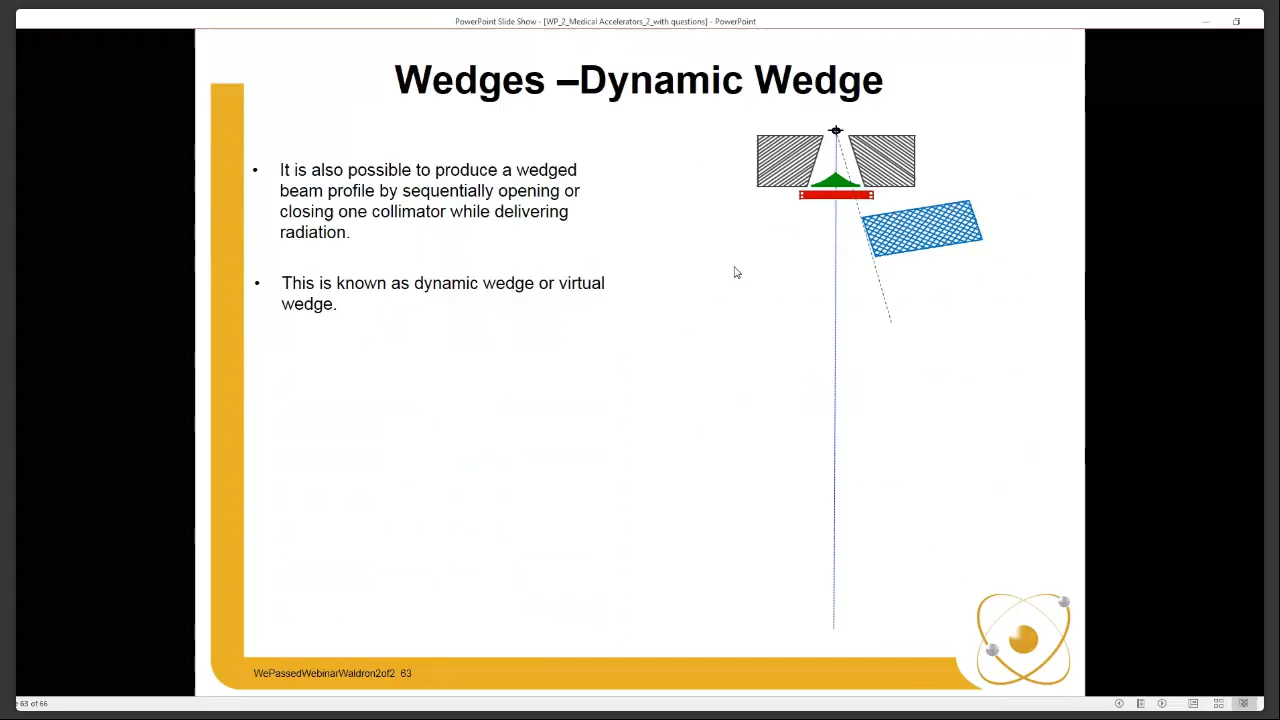 PowerPoint Slide Show - [WP_2_Medical Accelerators_2_with questions] - PowerPoint
Wedges –Dynamic Wedge
• It is also possible to produce a wedged
beam profile by sequentially opening or
closing one collimator while delivering
radiation.
• This is known as dynamic wedge or virtual
wedge.
WePassedWebinarWaldron2of2 63
e 63 of 66